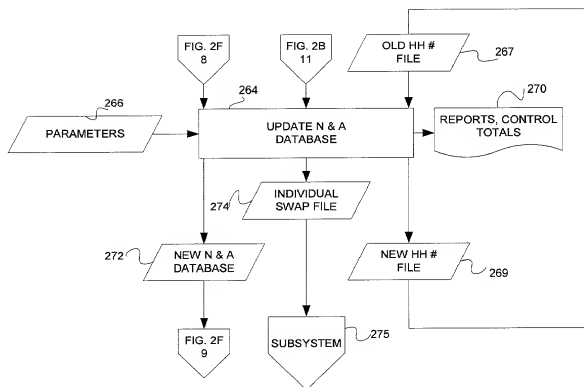 FIG. 2F
8
FIG. 2B
11
OLD HH #
FILE
267
266
264
270
PARAMETERS
UPDATE N & A
DATABASE
REPORTS, CONTROL
TOTALS
274
INDIVIDUAL
SWAP FILE
272
NEW N & A
DATABASE
NEW HH #
FILE
269
FIG. 2F
9
SUBSYSTEM
275